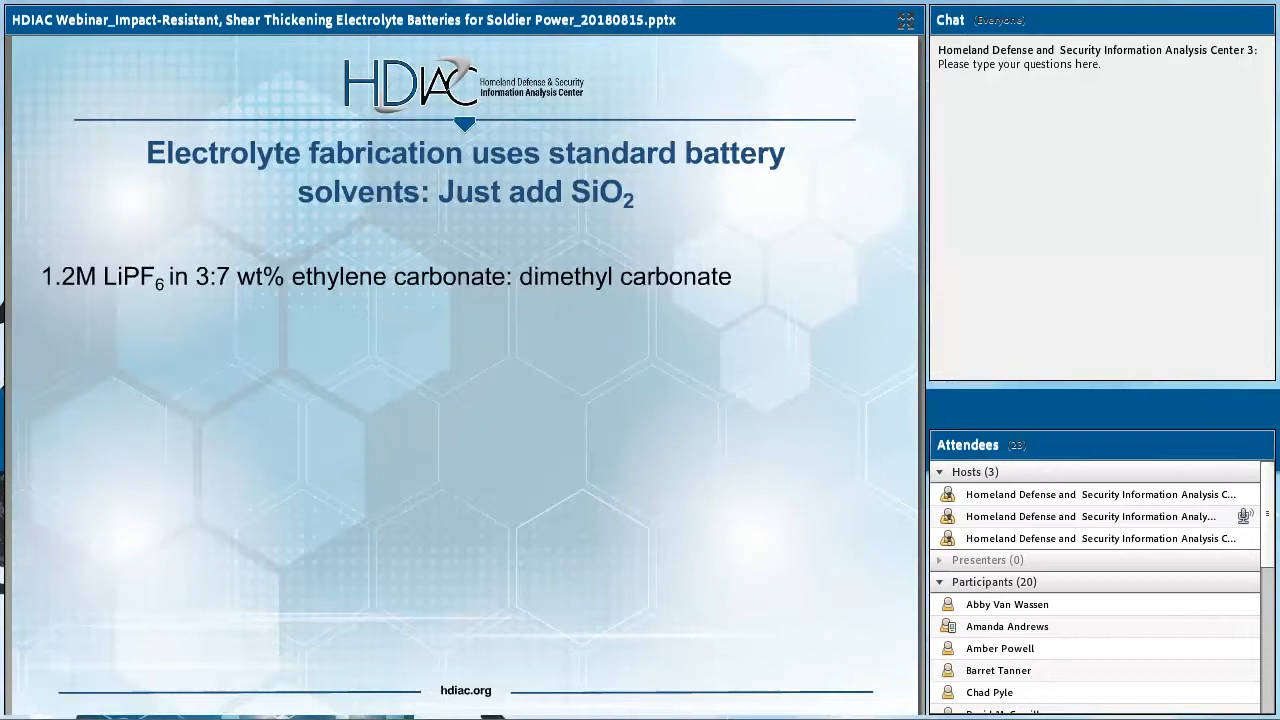 HDIAC Webinar_Impact-Resistant, Shear Thickening Electrolyte Batteries for Soldier Power_20180815.pptx
HDIAC Homeland Defense & Security
Information Analysis Center
Electrolyte fabrication uses standard battery
solvents: Just add SiO₂
1.2M LiPF₆ in 3:7 wt% ethylene carbonate: dimethyl carbonate
hdiac.org
Chat (Everyone)
Homeland Defense and Security Information Analysis Center 3:
Please type your questions here.
Attendees (23)
Hosts (3)
Homeland Defense and Security Information Analysis C...
Homeland Defense and Security Information Analy...
Homeland Defense and Security Information Analysis C...
Presenters (0)
Participants (20)
Abby Van Wassen
Amanda Andrews
Amber Powell
Barret Tanner
Chad Pyle